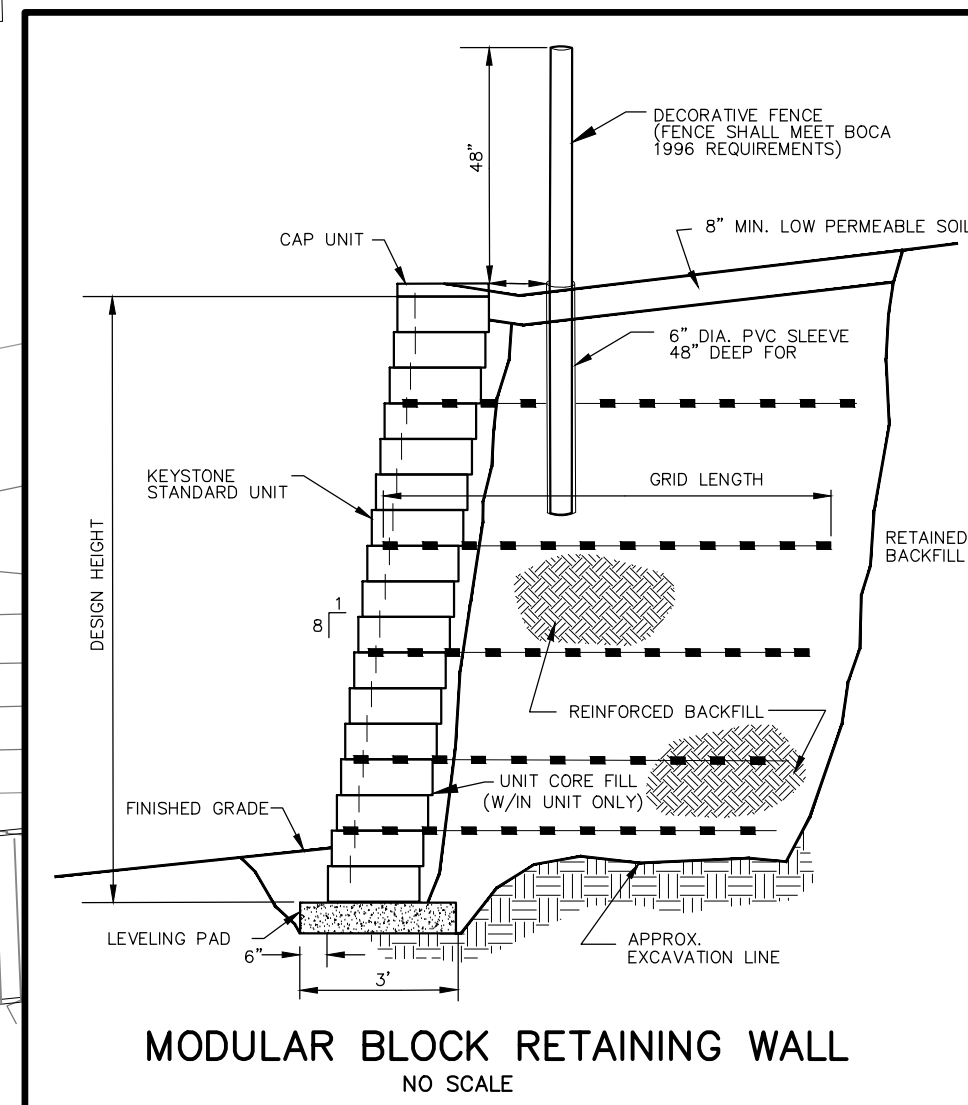 DECORATIVE FENCE
(FENCE SHALL MEET BOCA
1996 REQUIREMENTS)
48"
CAP UNIT
8" MIN. LOW PERMEABLE SOIL
6" DIA. PVC SLEEVE
48" DEEP FOR
KEYSTONE
STANDARD UNIT
GRID LENGTH
RETAINED
BACKFILL
DESIGN HEIGHT
1
8
REINFORCED BACKFILL
UNIT CORE FILL
(W/IN UNIT ONLY)
FINISHED GRADE
LEVELING PAD
6"
3'
APPROX.
EXCAVATION LINE
MODULAR BLOCK RETAINING WALL
NO SCALE